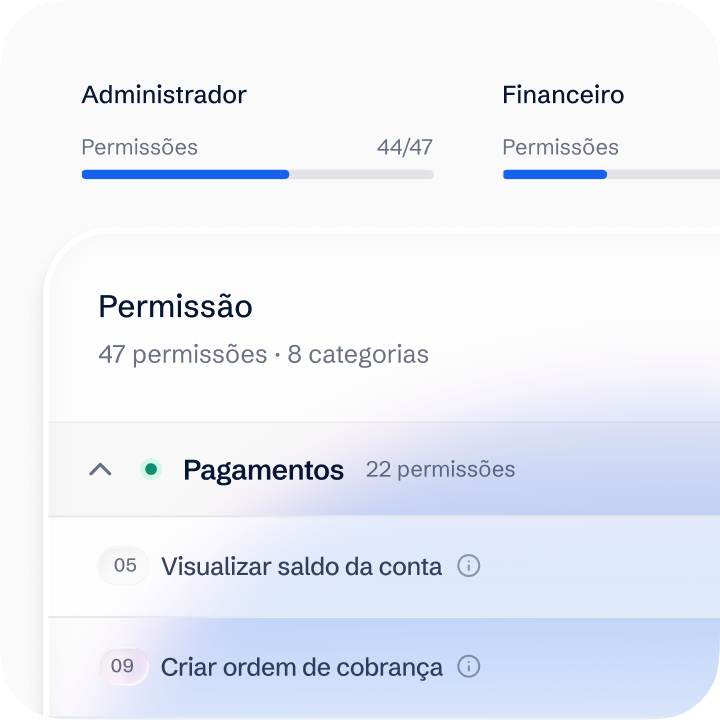 Administrador
Permissões 44/47
Financeiro
Permissões
Permissão
47 permissões · 8 categorias
Pagamentos 22 permissões
05 Visualizar saldo da conta
09 Criar ordem de cobrança